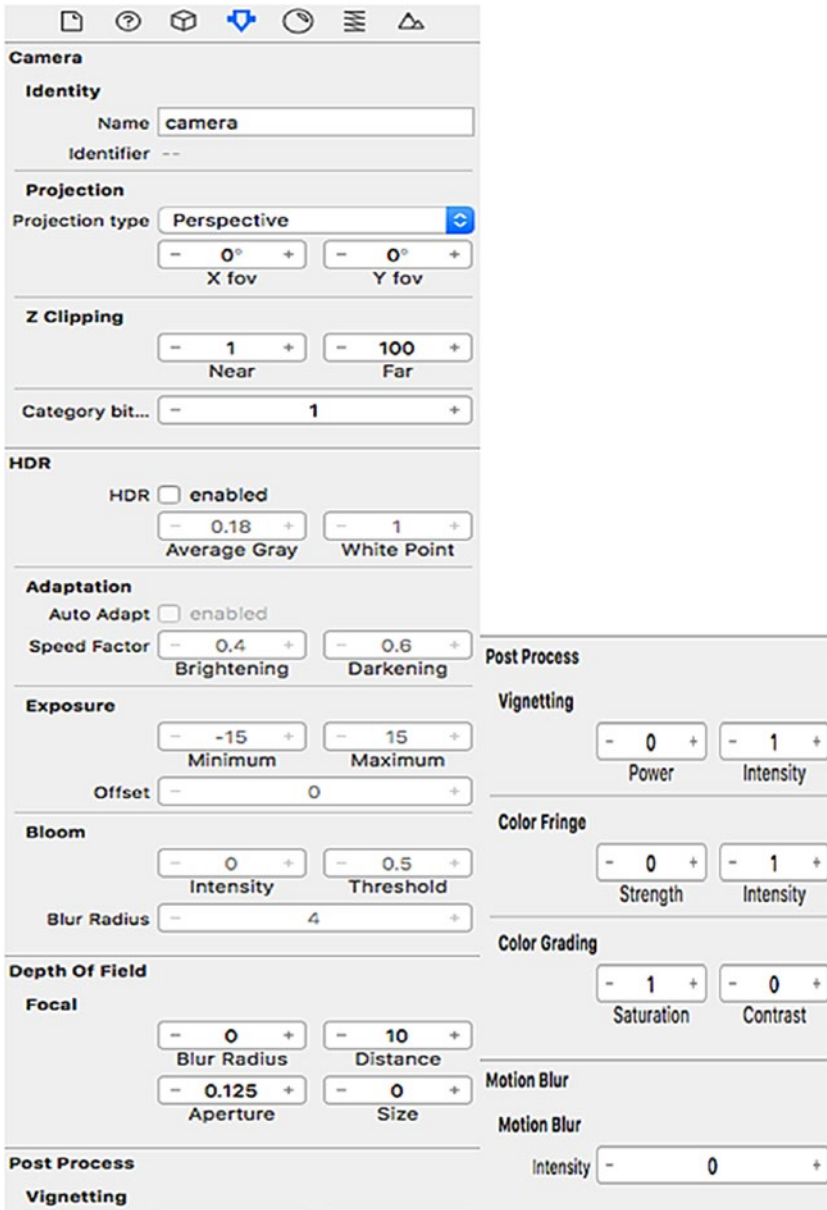 Camera
Identity
Name camera
Identifier --
Projection
Projection type Perspective
- 0° + - 0° +
X fov Y fov
Z Clipping
- 1 + - 100 +
Near Far
Category bit... - 1 +
HDR
HDR enabled
- 0.18 + - 1 +
Average Gray White Point
Adaptation
Auto Adapt enabled
Speed Factor - 0.4 + - 0.6 +
Brightening Darkening
Exposure
- -15 + - 15 +
Minimum Maximum
Offset - 0 +
Bloom
- 0 + - 0.5 +
Intensity Threshold
Blur Radius - 4 +
Depth Of Field
Focal
- 0 + - 10 +
Blur Radius Distance
- 0.125 + - 0 +
Aperture Size
Post Process
Vignetting
Post Process
Vignetting
- 0 + - 1 +
Power Intensity
Color Fringe
- 0 + - 1 +
Strength Intensity
Color Grading
- 1 + - 0 +
Saturation Contrast
Motion Blur
Motion Blur
Intensity - 0 +